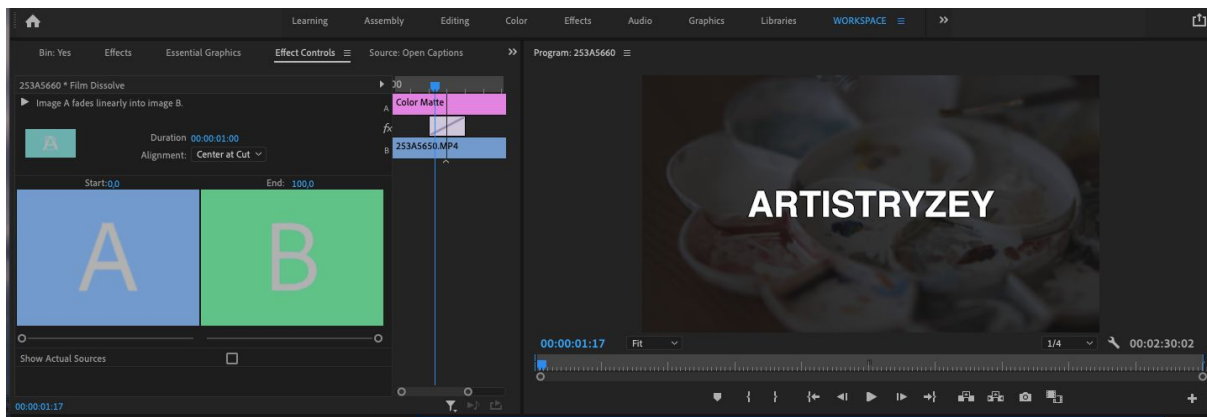 Learning Assembly Editing Color Effects Audio Graphics Libraries WORKSPACE
Bin: Yes Effects Essential Graphics Effect Controls Source: Open Captions
Program: 253A5660
253A5660 * Film Dissolve
:00
Image A fades linearly into image B.
A Color Matte
fx
A
Duration 00:00:01:00
B 253A5650.MP4
Alignment: Center at Cut
Start: 0,0 End: 100,0
A B
ARTISTRYZEY
Show Actual Sources
00:00:01:17 Fit 1/4 00:02:30:02
00:00:01:17